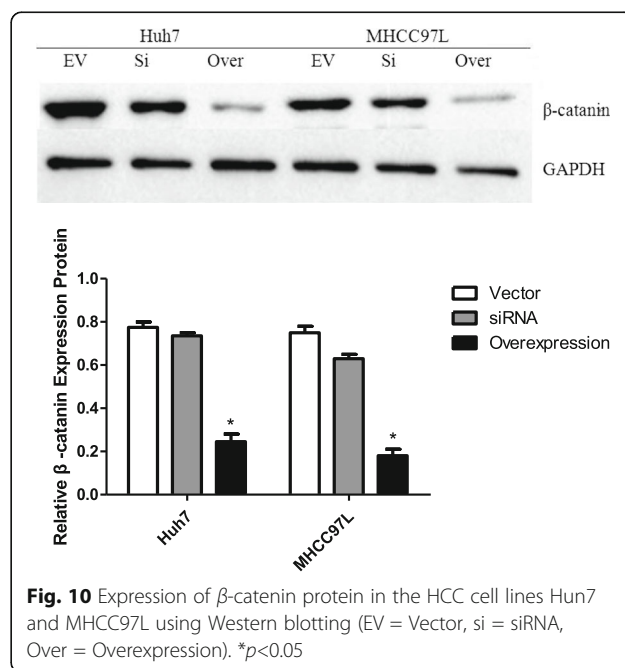 Huh7 MHCC97L
EV Si Over EV Si Over
β-catanin
GAPDH
Relative β -catanin Expression Protein
1.0
0.8
0.6
0.4
0.2
0.0
* *
Huh7 MHCC97L
Vector
siRNA
Overexpression
Fig. 10 Expression of β-catenin protein in the HCC cell lines Hun7
and MHCC97L using Western blotting (EV = Vector, si = siRNA,
Over = Overexpression). *p<0.05